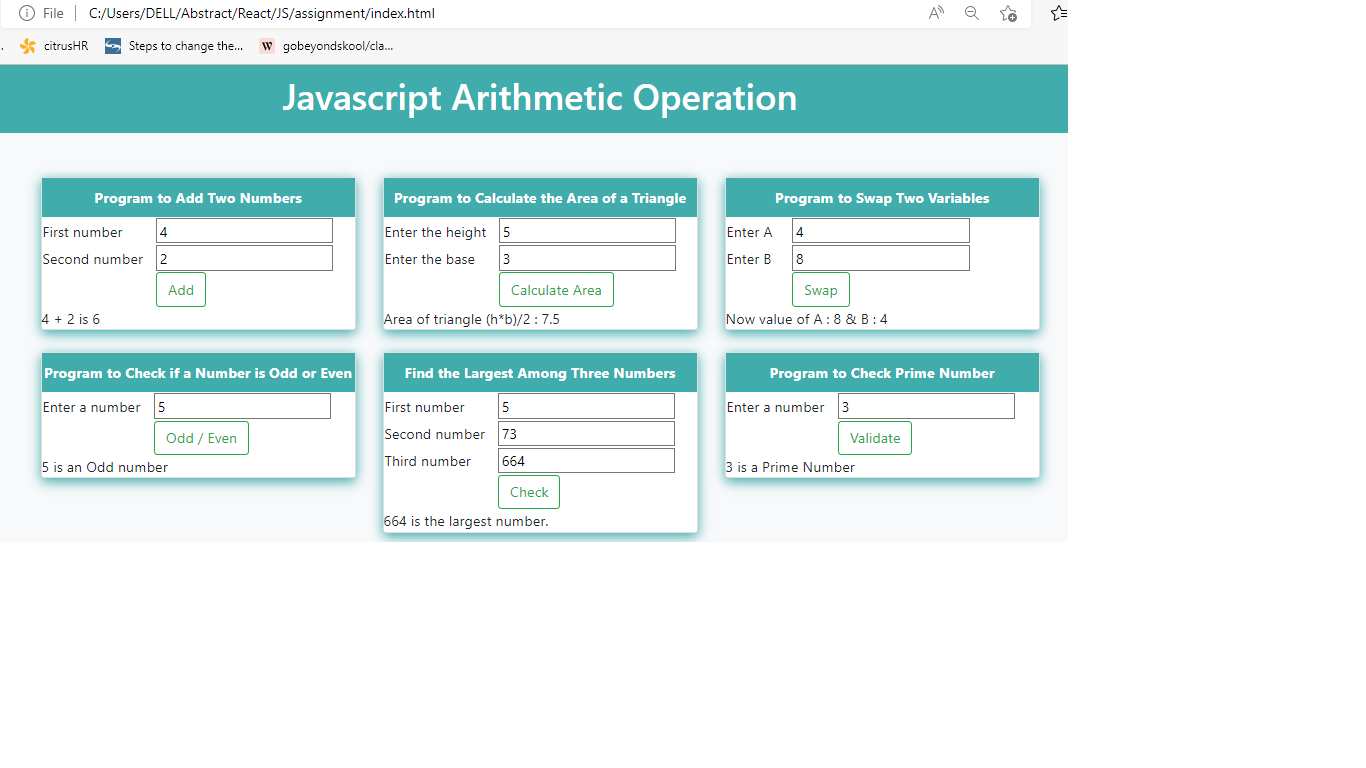 File C:/Users/DELL/Abstract/React/JS/assignment/index.html
citrusHR Steps to change the... gobeyondskool/cla...
Javascript Arithmetic Operation
Program to Add Two Numbers
First number 4
Second number 2
Add
4 + 2 is 6
Program to Calculate the Area of a Triangle
Enter the height 5
Enter the base 3
Calculate Area
Area of triangle (h*b)/2 : 7.5
Program to Swap Two Variables
Enter A 4
Enter B 8
Swap
Now value of A : 8 & B : 4
Program to Check if a Number is Odd or Even
Enter a number 5
Odd / Even
5 is an Odd number
Find the Largest Among Three Numbers
First number 5
Second number 73
Third number 664
Check
664 is the largest number.
Program to Check Prime Number
Enter a number 3
Validate
3 is a Prime Number